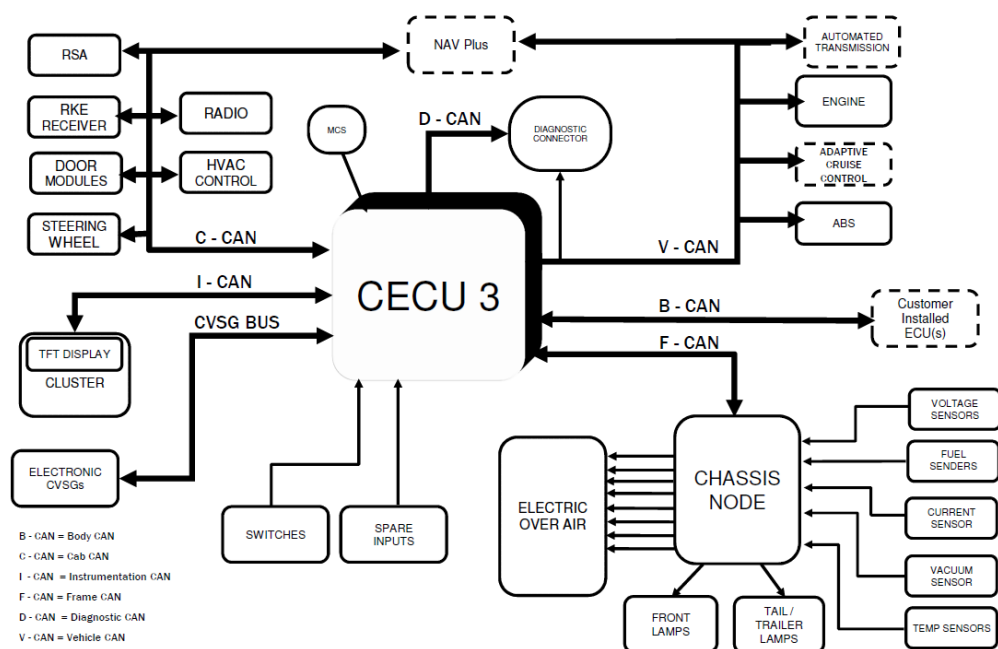 RSA
NAV Plus
AUTOMATED
TRANSMISSION
RKE
RECEIVER
RADIO
MCS
D - CAN
DIAGNOSTIC
CONNECTOR
ENGINE
DOOR
MODULES
HVAC
CONTROL
ADAPTIVE
CRUISE
CONTROL
STEERING
WHEEL
ABS
C - CAN
V - CAN
I - CAN
CECU 3
B - CAN
Customer
Installed
ECU(s)
CVSG BUS
F - CAN
TFT DISPLAY
CLUSTER
VOLTAGE
SENSORS
FUEL
SENDERS
ELECTRONIC
CVSGs
CHASSIS
NODE
ELECTRIC
OVER AIR
CURRENT
SENSOR
SWITCHES
SPARE
INPUTS
VACUUM
SENSOR
FRONT
LAMPS
TAIL /
TRAILER
LAMPS
TEMP SENSORS
B - CAN = Body CAN
C - CAN = Cab CAN
I - CAN = Instrumentation CAN
F - CAN = Frame CAN
D - CAN = Diagnostic CAN
V - CAN = Vehicle CAN